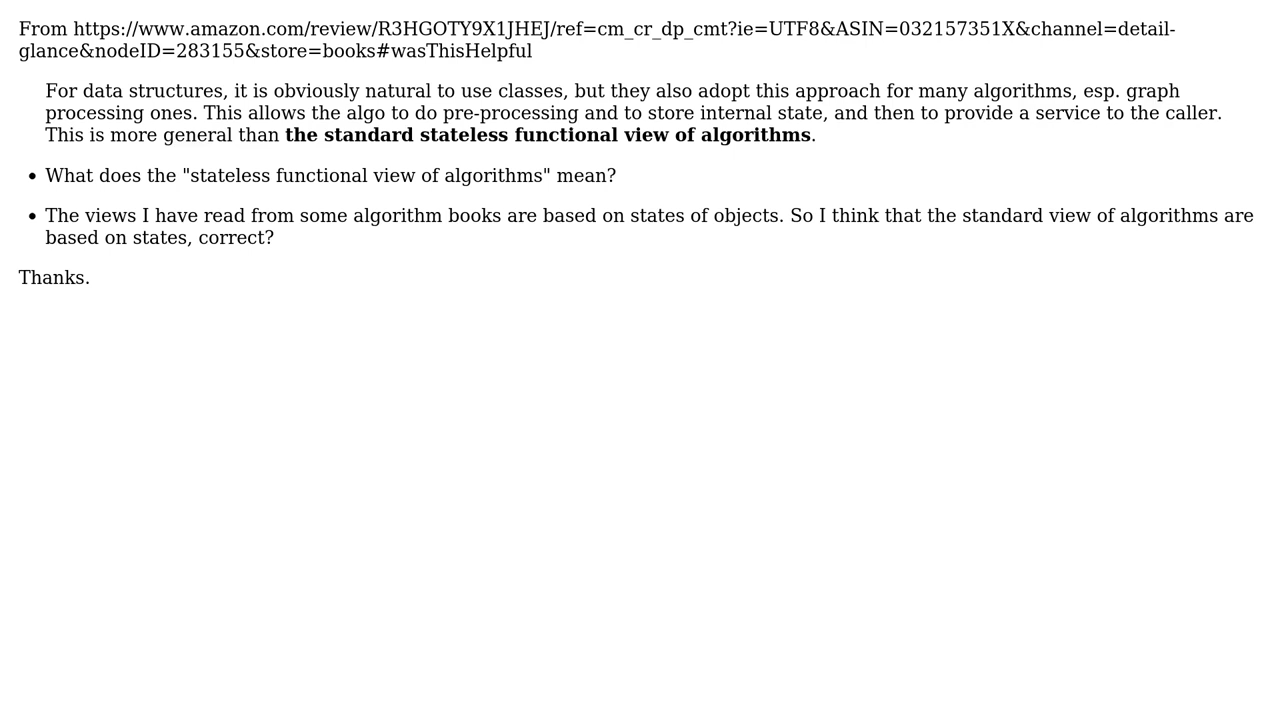 From https://www.amazon.com/review/R3HGOTY9X1JHEJ/ref=cm_cr_dp_cmt?ie=UTF8&ASIN=032157351X&channel=detail-
glance&nodeID=283155&store=books#wasThisHelpful
For data structures, it is obviously natural to use classes, but they also adopt this approach for many algorithms, esp. graph
processing ones. This allows the algo to do pre-processing and to store internal state, and then to provide a service to the caller.
This is more general than the standard stateless functional view of algorithms.
• What does the "stateless functional view of algorithms" mean?
• The views I have read from some algorithm books are based on states of objects. So I think that the standard view of algorithms are
based on states, correct?
Thanks.